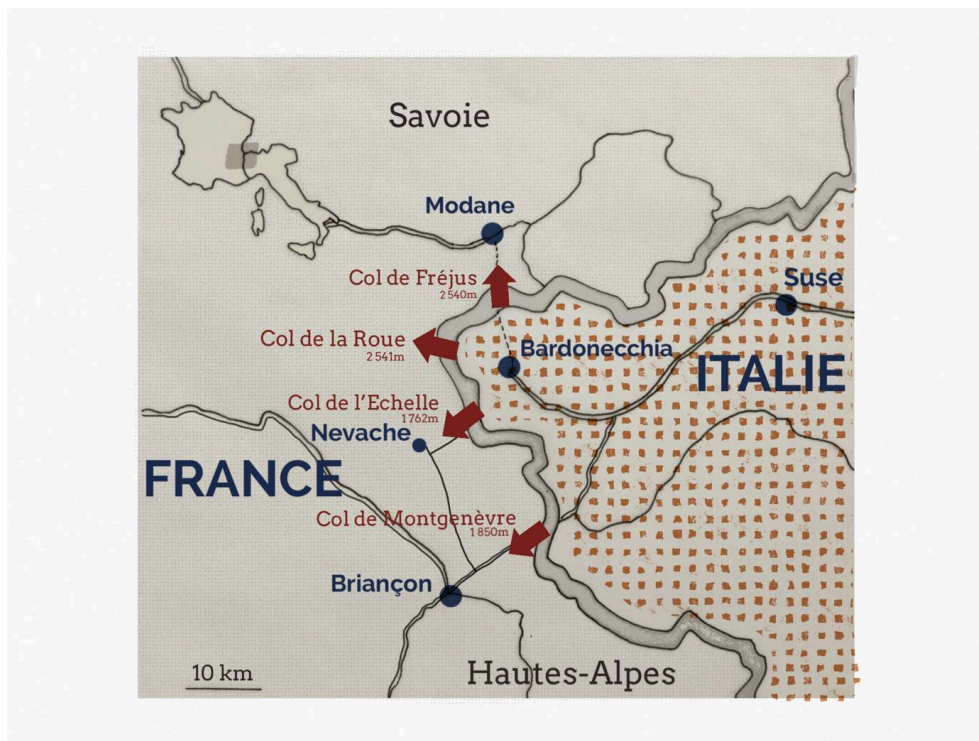 Savoie
Modane
Col de Fréjus
2 540m
Suse
Col de la Roue
2 541m
Bardonecchia
ITALIE
Col de l'Echelle
1 762m
Nevache
FRANCE
Col de Montgenèvre
1 850m
Briançon
10 km
Hautes-Alpes